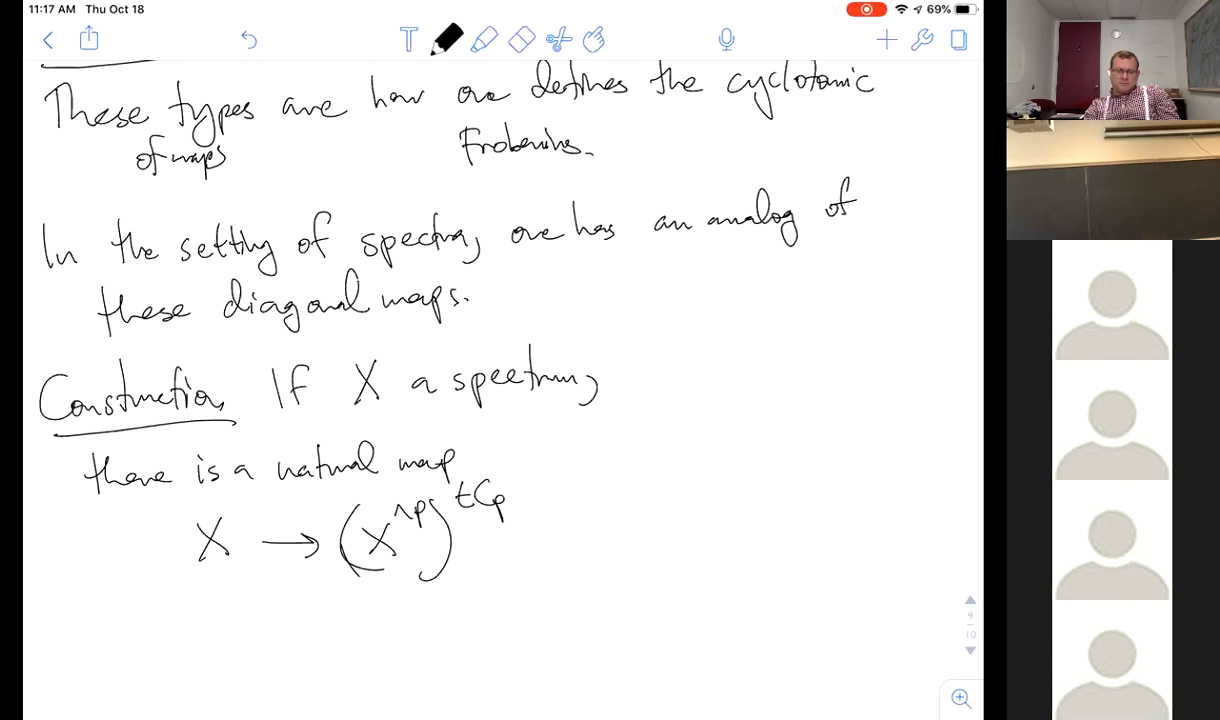 11:17 AM Thu Oct 18
69%
T
These types are how one defines the cyclotomic
of maps Frobenius.
In the setting of spectra, one has an analog of
these diagonal maps.
Construction. If X a spectrum,
there is a natural map
X → (X^∧p)^tCp
9
10